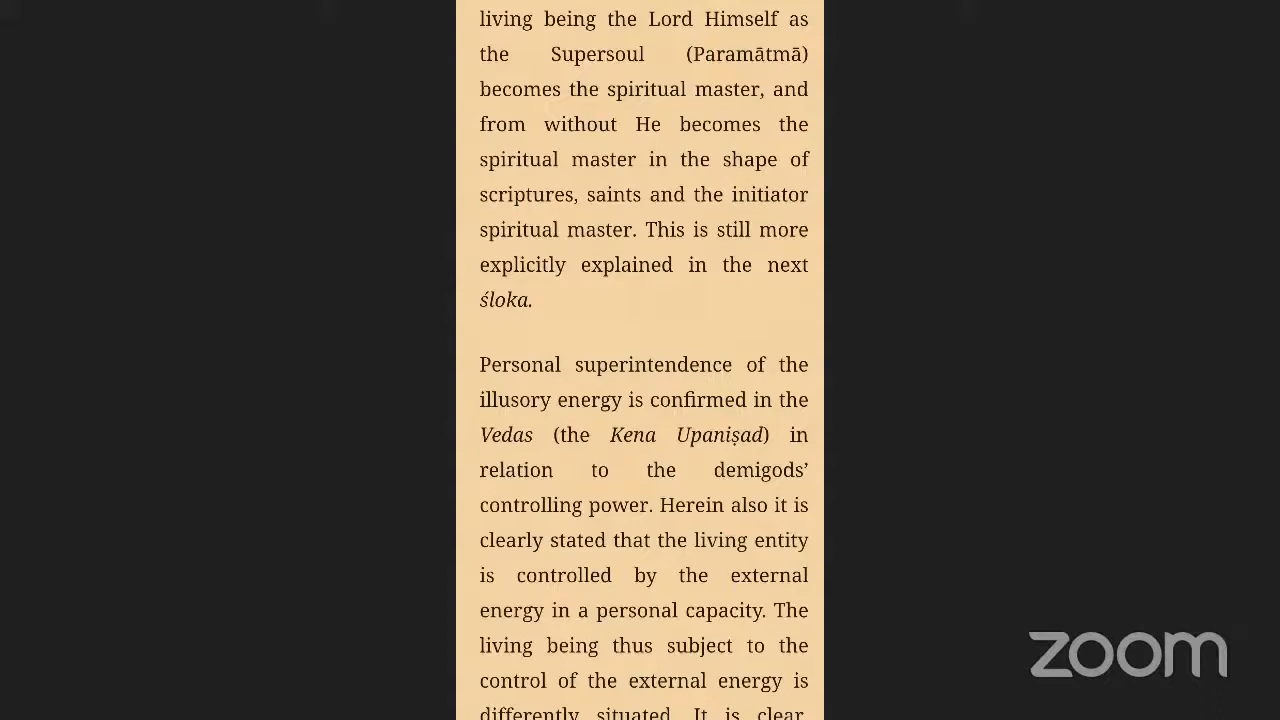 living being the Lord Himself as
the Supersoul (Paramātmā)
becomes the spiritual master, and
from without He becomes the
spiritual master in the shape of
scriptures, saints and the initiator
spiritual master. This is still more
explicitly explained in the next
śloka.
Personal superintendence of the
illusory energy is confirmed in the
Vedas (the Kena Upaniṣad) in
relation to the demigods’
controlling power. Herein also it is
clearly stated that the living entity
is controlled by the external
energy in a personal capacity. The
living being thus subject to the
control of the external energy is
differently situated. It is clear,
zoom